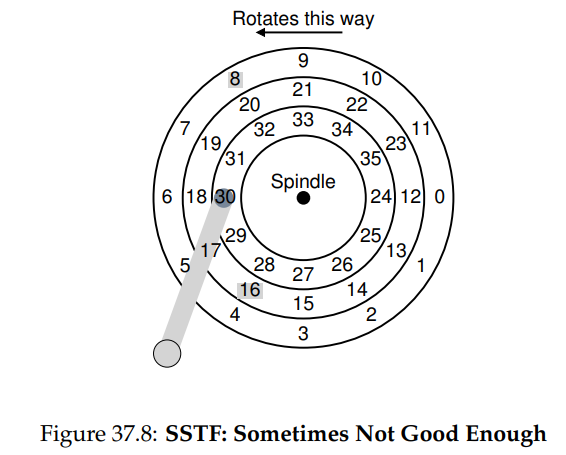 Rotates this way
9
8 10
21
20 22
7 33 11
32 34
19 23
31 35
Spindle
6 18 30 24 12 0
29 25
17 13
5 28 26 1
27
16 14
15
4 2
3
Figure 37.8: SSTF: Sometimes Not Good Enough